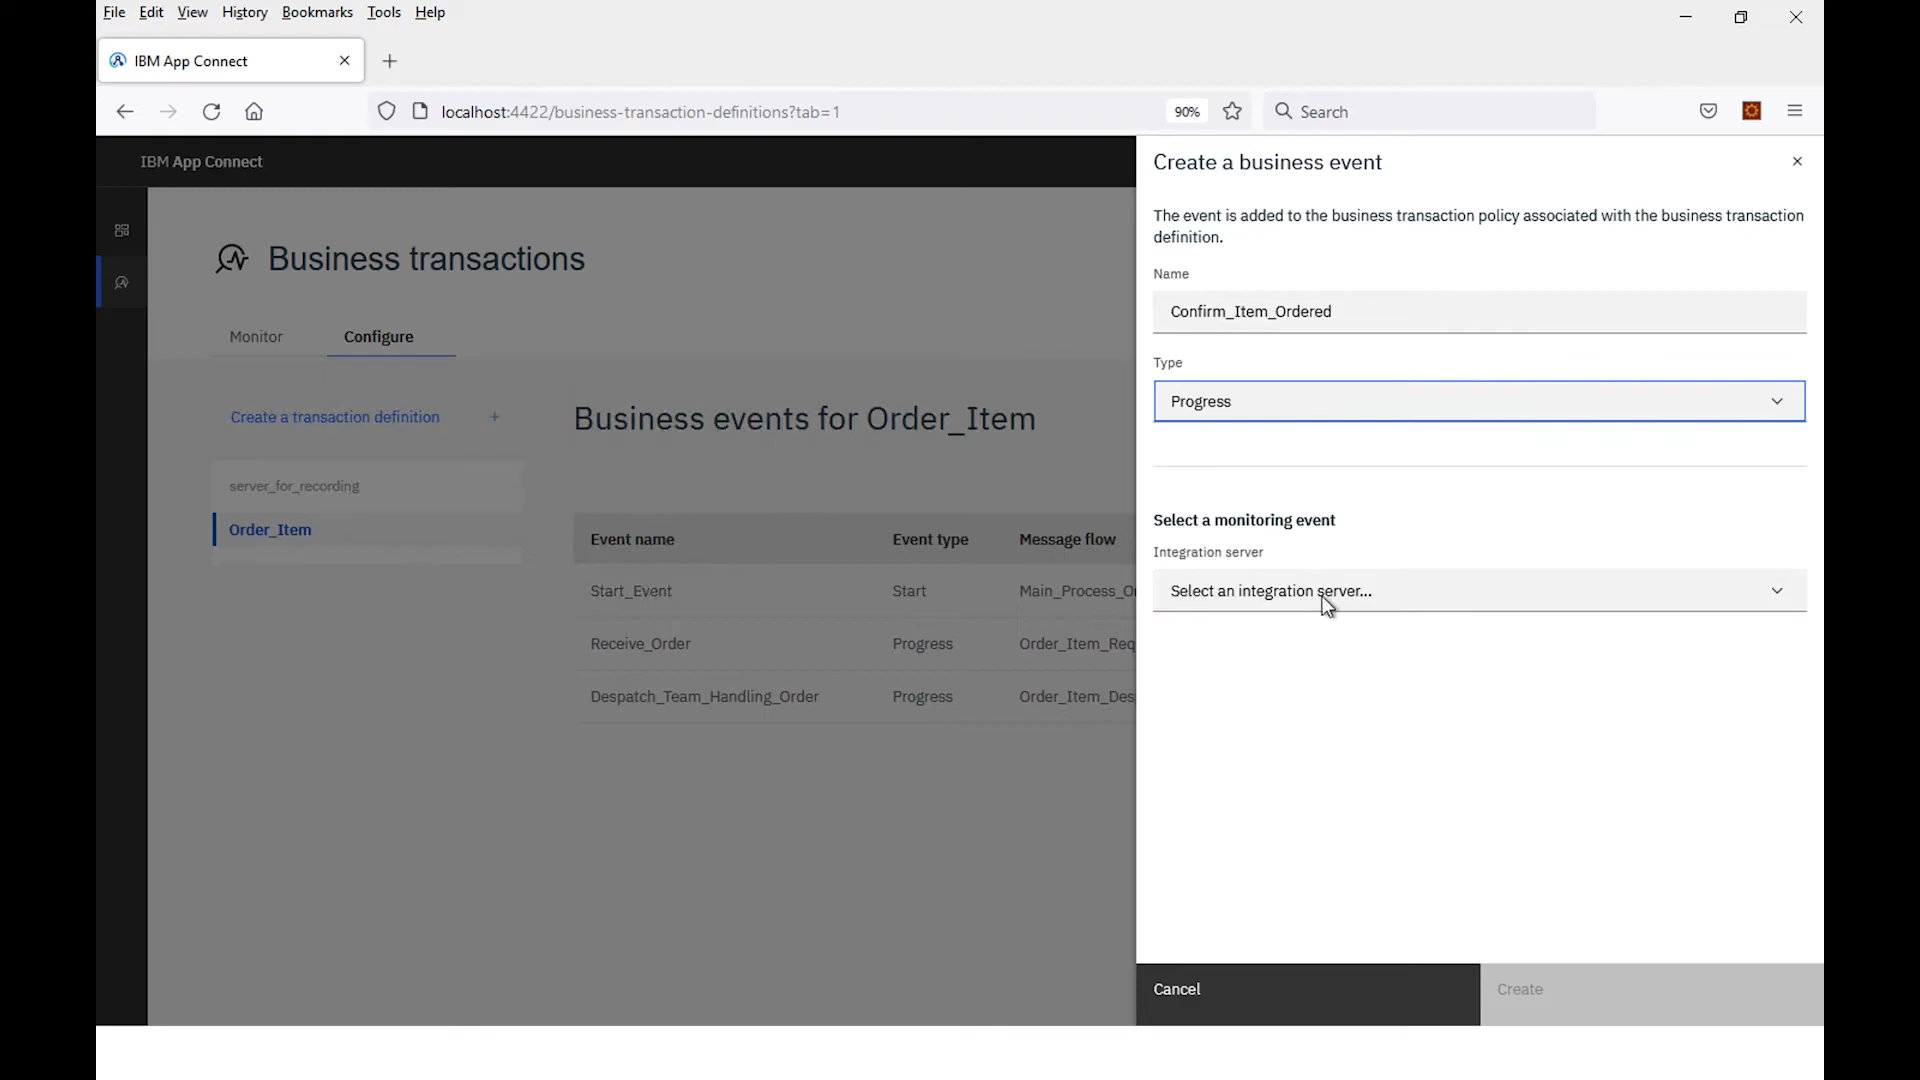 File Edit View History Bookmarks Tools Help
IBM App Connect
localhost:4422/business-transaction-definitions?tab=1
90%
Search
IBM App Connect
Business transactions
Monitor
Configure
Create a transaction definition +
server_for_recording
Order_Item
Business events for Order_Item
Event name Event type Message flow
Start_Event Start Main_Process_O
Receive_Order Progress Order_Item_Req
Despatch_Team_Handling_Order Progress Order_Item_Des
Create a business event
The event is added to the business transaction policy associated with the business transaction
definition.
Name
Confirm_Item_Ordered
Type
Progress
Select a monitoring event
Integration server
Select an integration server...
Cancel
Create